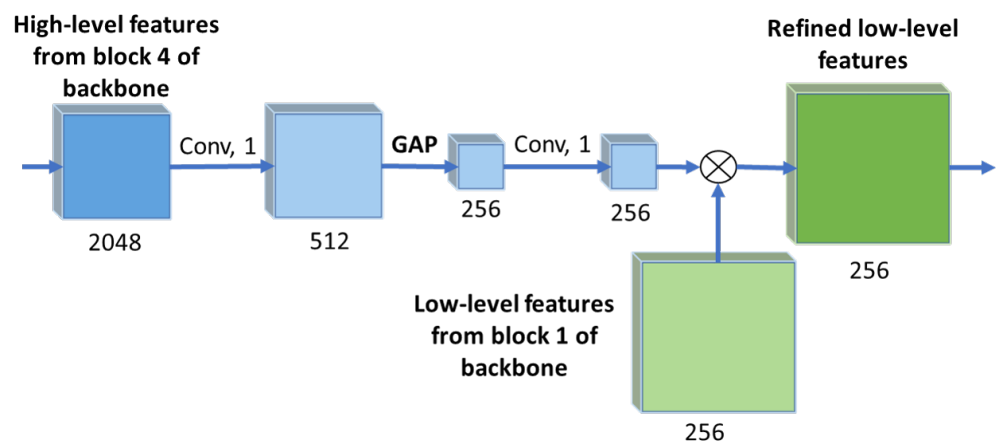 High-level features
from block 4 of
backbone
Refined low-level
features
Conv, 1
GAP
Conv, 1
2048
512
256
256
256
Low-level features
from block 1 of
backbone
256